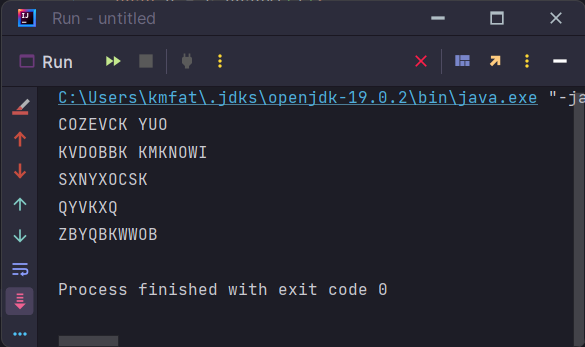 Run - untitled
Run
C:\Users\kmfat\.jdks\openjdk-19.0.2\bin\java.exe "-ja
COZEVCK YUO
KVDOBBK KMKNOWI
SXNYXOCSK
QYVKXQ
ZBYQBKWWOB
Process finished with exit code 0